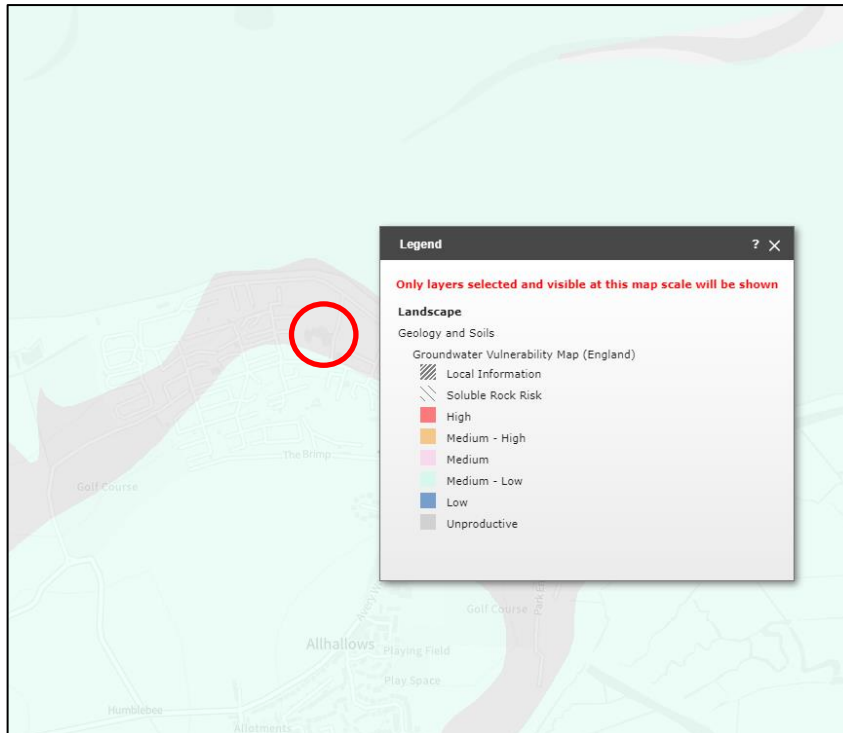 Legend ? ×
Only layers selected and visible at this map scale will be shown
Landscape
Geology and Soils
Groundwater Vulnerability Map (England)
Local Information
Soluble Rock Risk
High
Medium - High
Medium
Medium - Low
Low
Unproductive
The Brimp
Golf Course
Golf Course
Allhallows
Playing Field
Play Space
Humblebee
Allotments